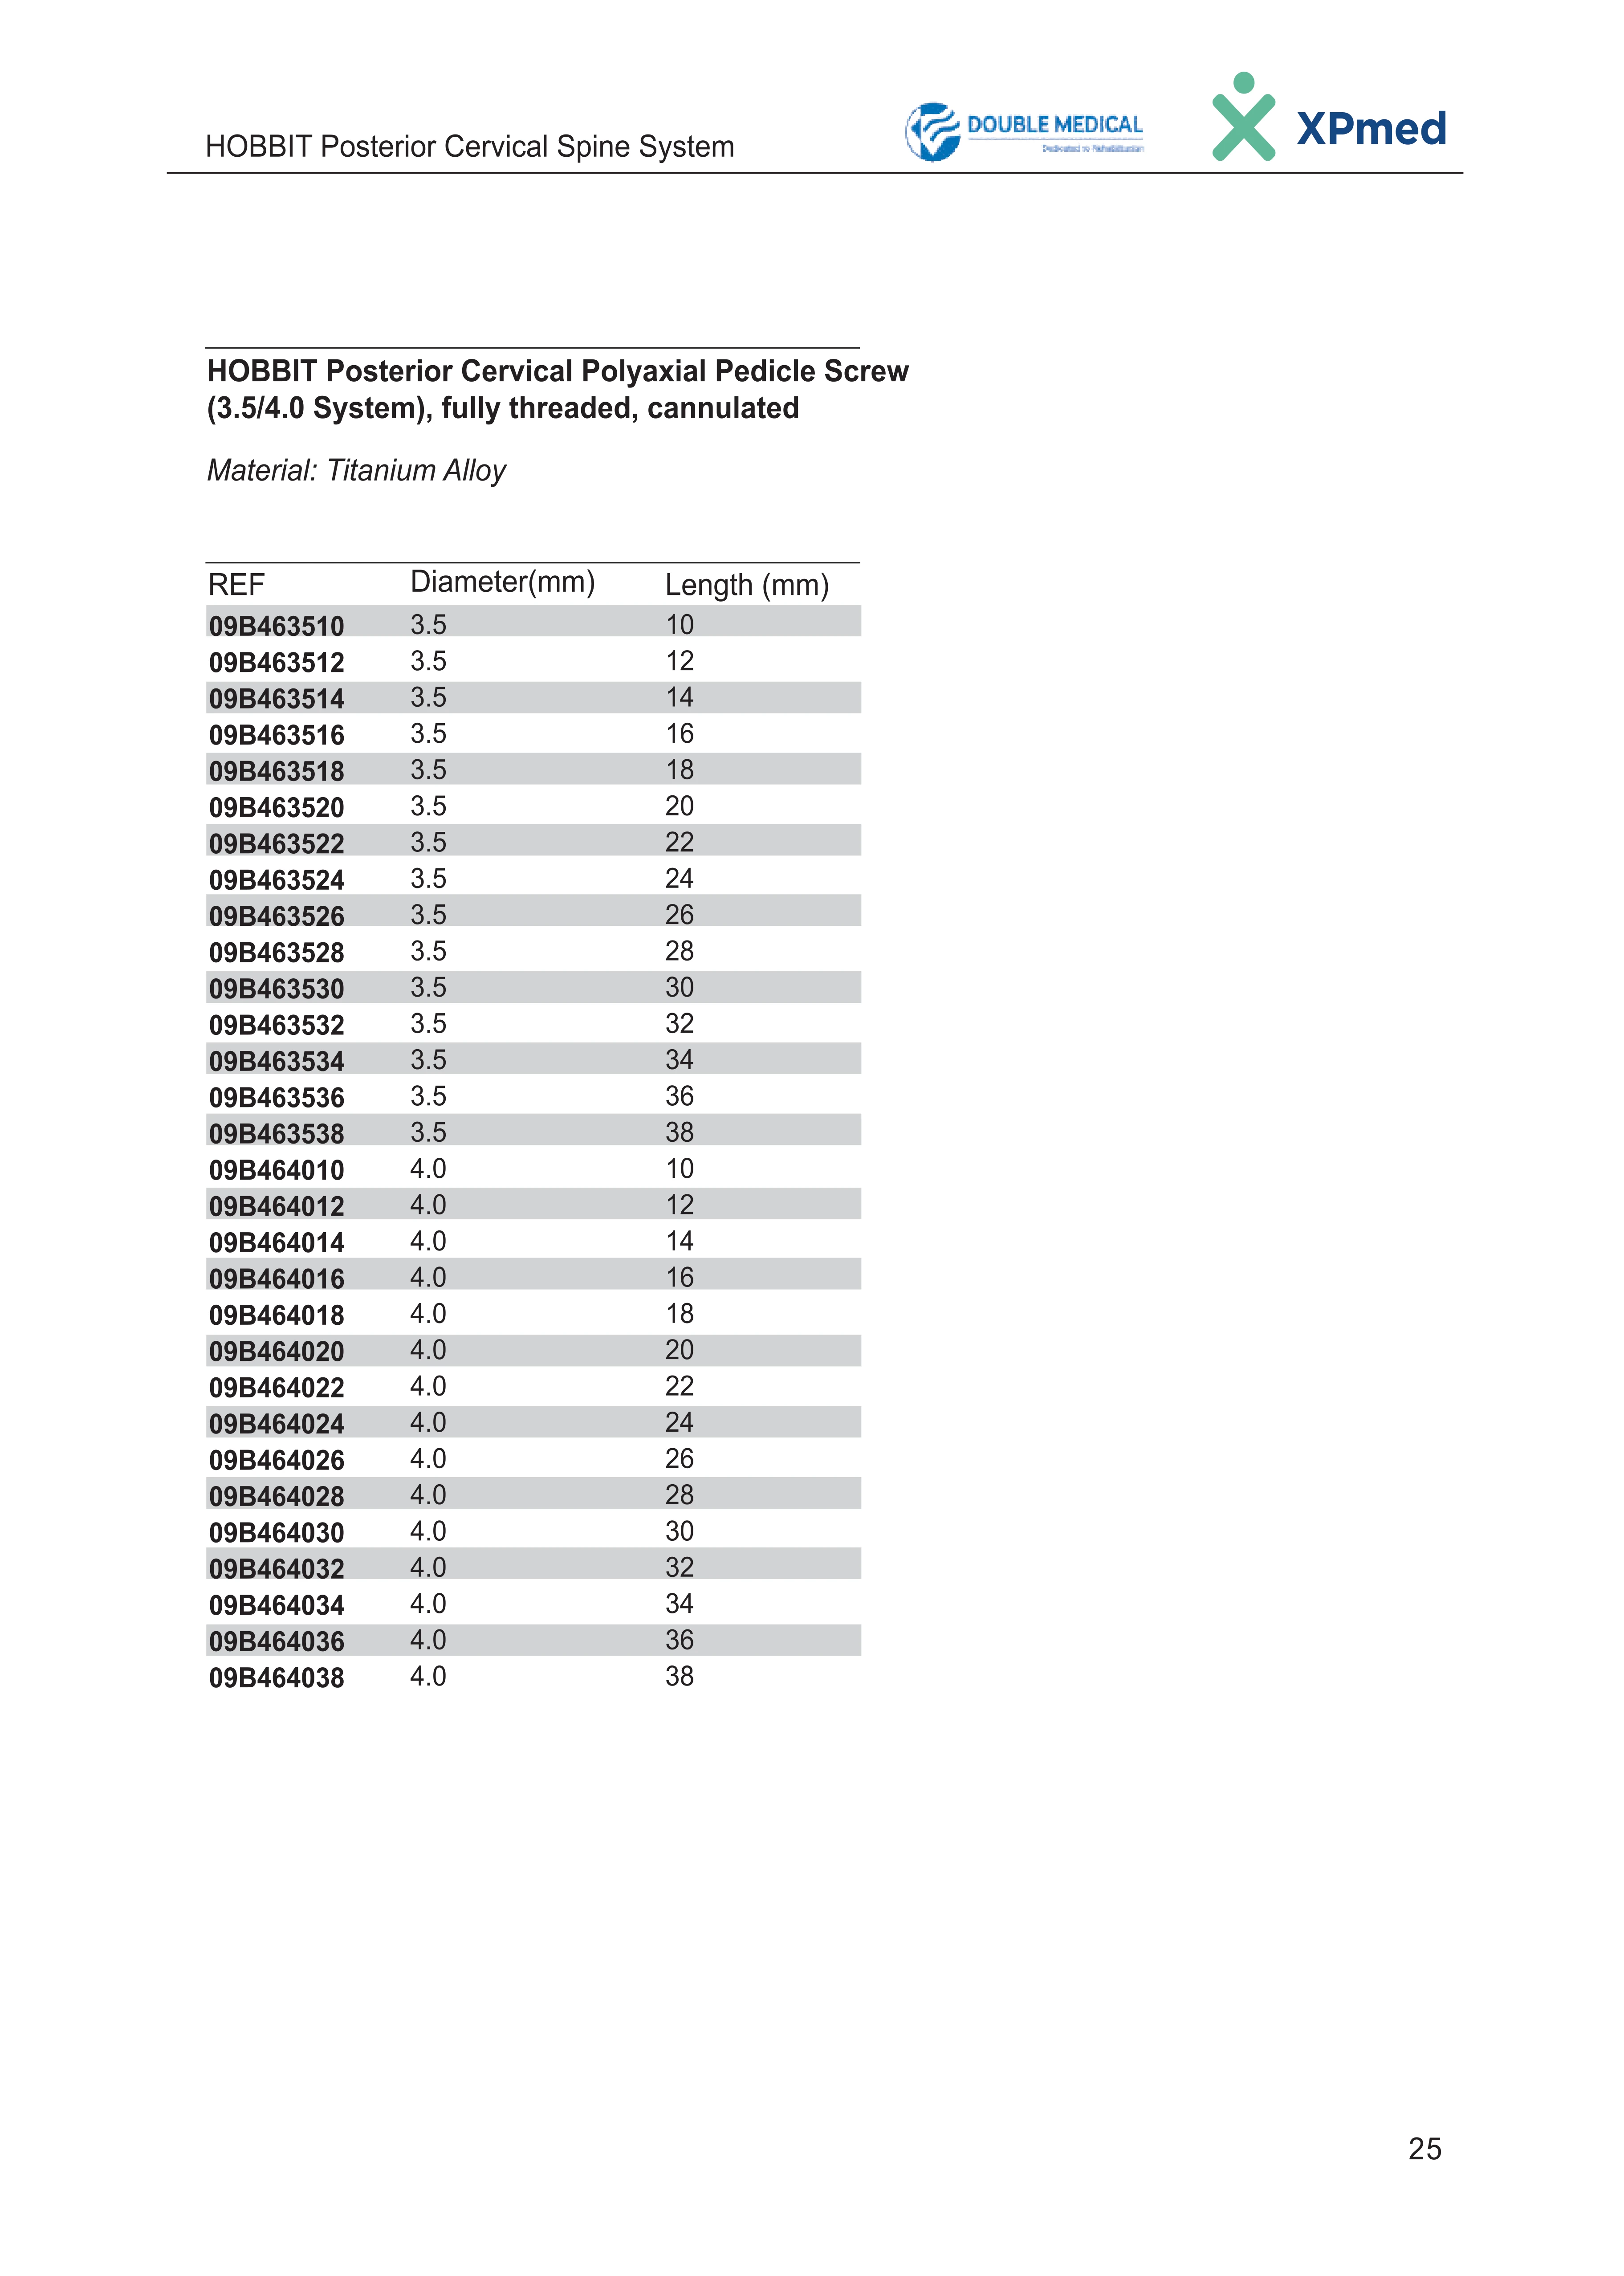 HOBBIT Posterior Cervical Spine System
DOUBLE MEDICAL
Dedicated to Rehabilitation
XPmed
HOBBIT Posterior Cervical Polyaxial Pedicle Screw
(3.5/4.0 System), fully threaded, cannulated
Material: Titanium Alloy
REF Diameter(mm) Length (mm)
09B463510 3.5 10
09B463512 3.5 12
09B463514 3.5 14
09B463516 3.5 16
09B463518 3.5 18
09B463520 3.5 20
09B463522 3.5 22
09B463524 3.5 24
09B463526 3.5 26
09B463528 3.5 28
09B463530 3.5 30
09B463532 3.5 32
09B463534 3.5 34
09B463536 3.5 36
09B463538 3.5 38
09B464010 4.0 10
09B464012 4.0 12
09B464014 4.0 14
09B464016 4.0 16
09B464018 4.0 18
09B464020 4.0 20
09B464022 4.0 22
09B464024 4.0 24
09B464026 4.0 26
09B464028 4.0 28
09B464030 4.0 30
09B464032 4.0 32
09B464034 4.0 34
09B464036 4.0 36
09B464038 4.0 38
25